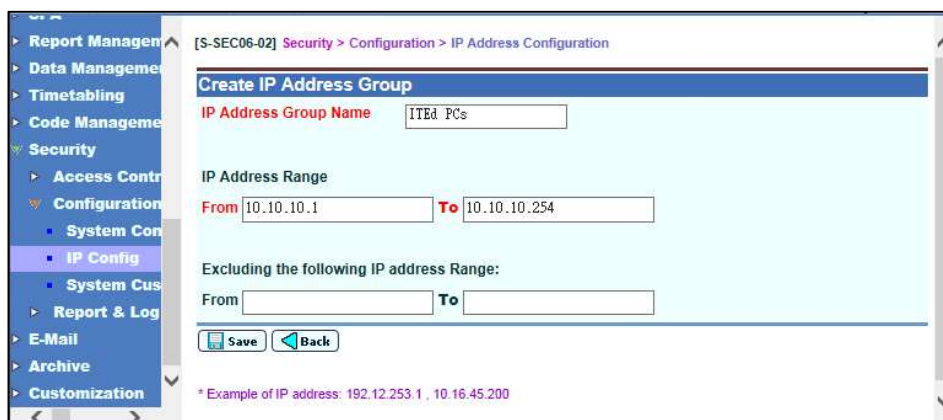 Report Managem
Data Manageme
Timetabling
Code Manageme
Security
Access Contr
Configuration
System Con
IP Config
System Cus
Report & Log
E-Mail
Archive
Customization
[S-SEC06-02] Security > Configuration > IP Address Configuration
Create IP Address Group
IP Address Group Name ITEd PCs
IP Address Range
From 10.10.10.1 To 10.10.10.254
Excluding the following IP address Range:
From To
Save Back
* Example of IP address: 192.12.253.1 , 10.16.45.200